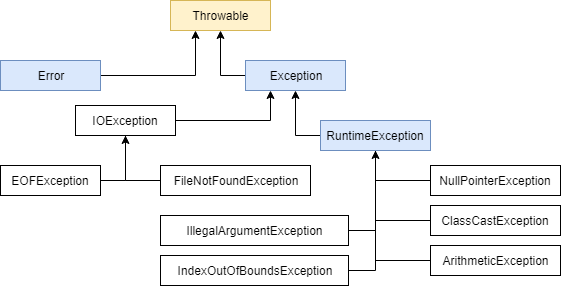 Throwable
Error
Exception
IOException
RuntimeException
EOFException
FileNotFoundException
NullPointerException
IllegalArgumentException
ClassCastException
IndexOutOfBoundsException
ArithmeticException